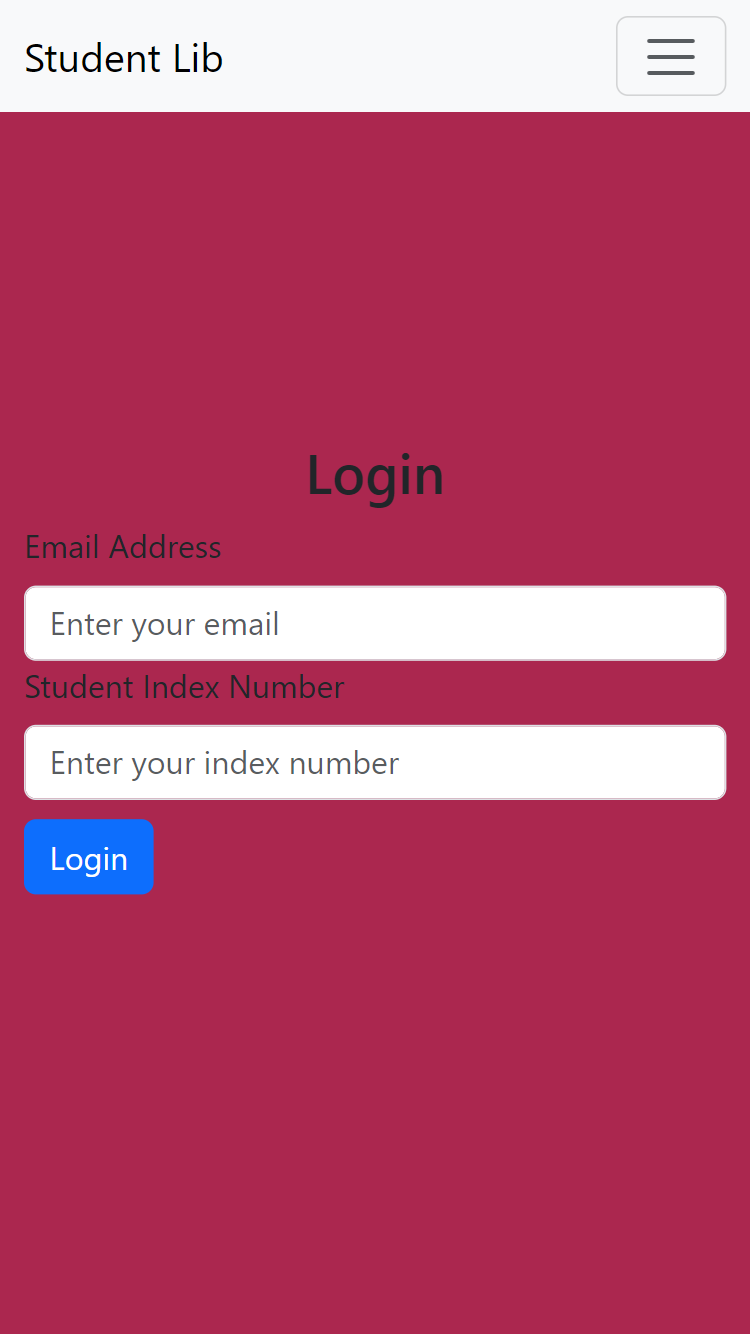 Student Lib
Login
Email Address
Enter your email
Student Index Number
Enter your index number
Login